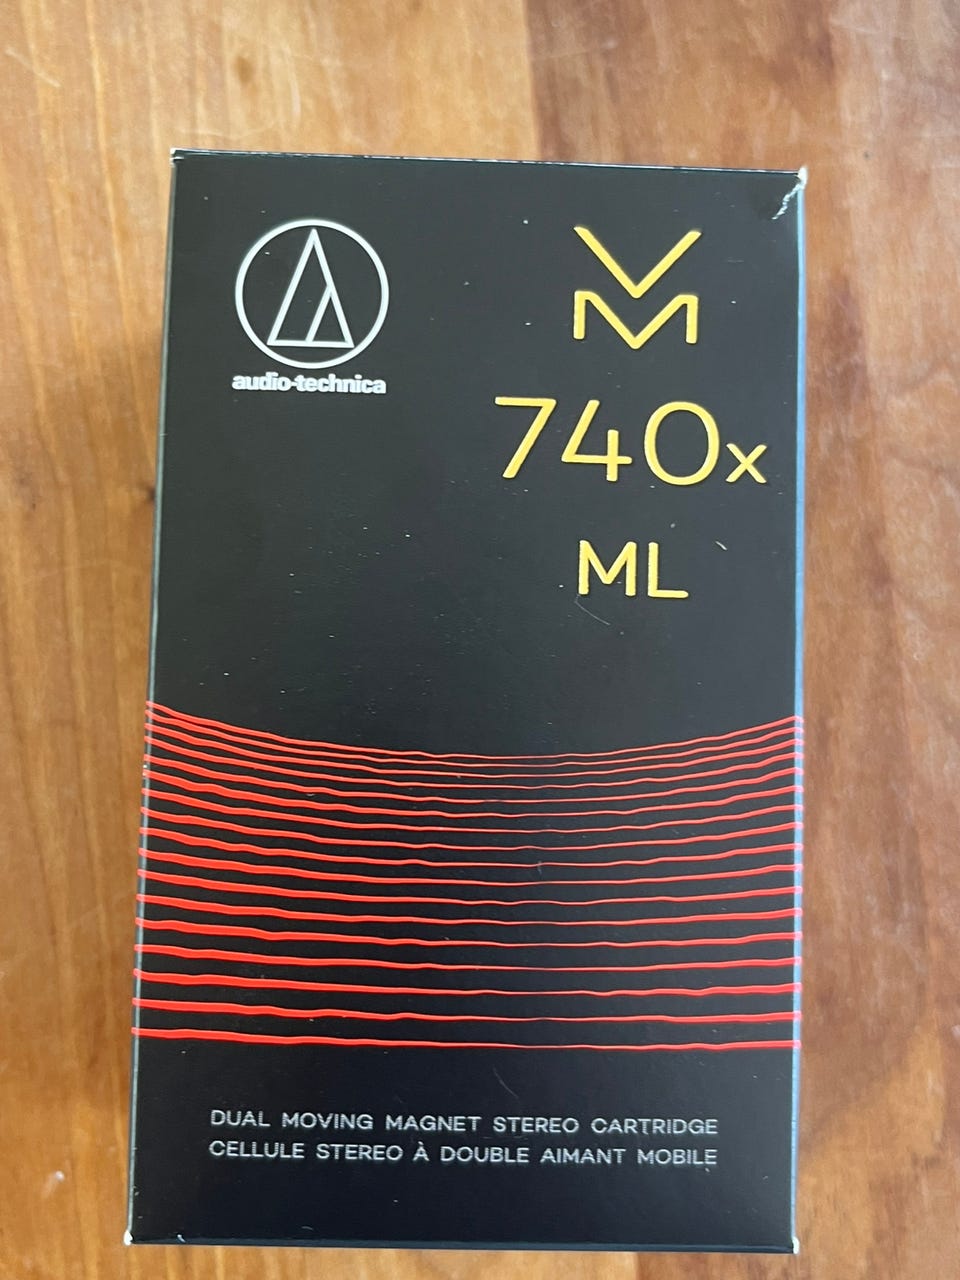 audio-technica
VM
740x
ML
DUAL MOVING MAGNET STEREO CARTRIDGE
CELLULE STEREO À DOUBLE AIMANT MOBILE